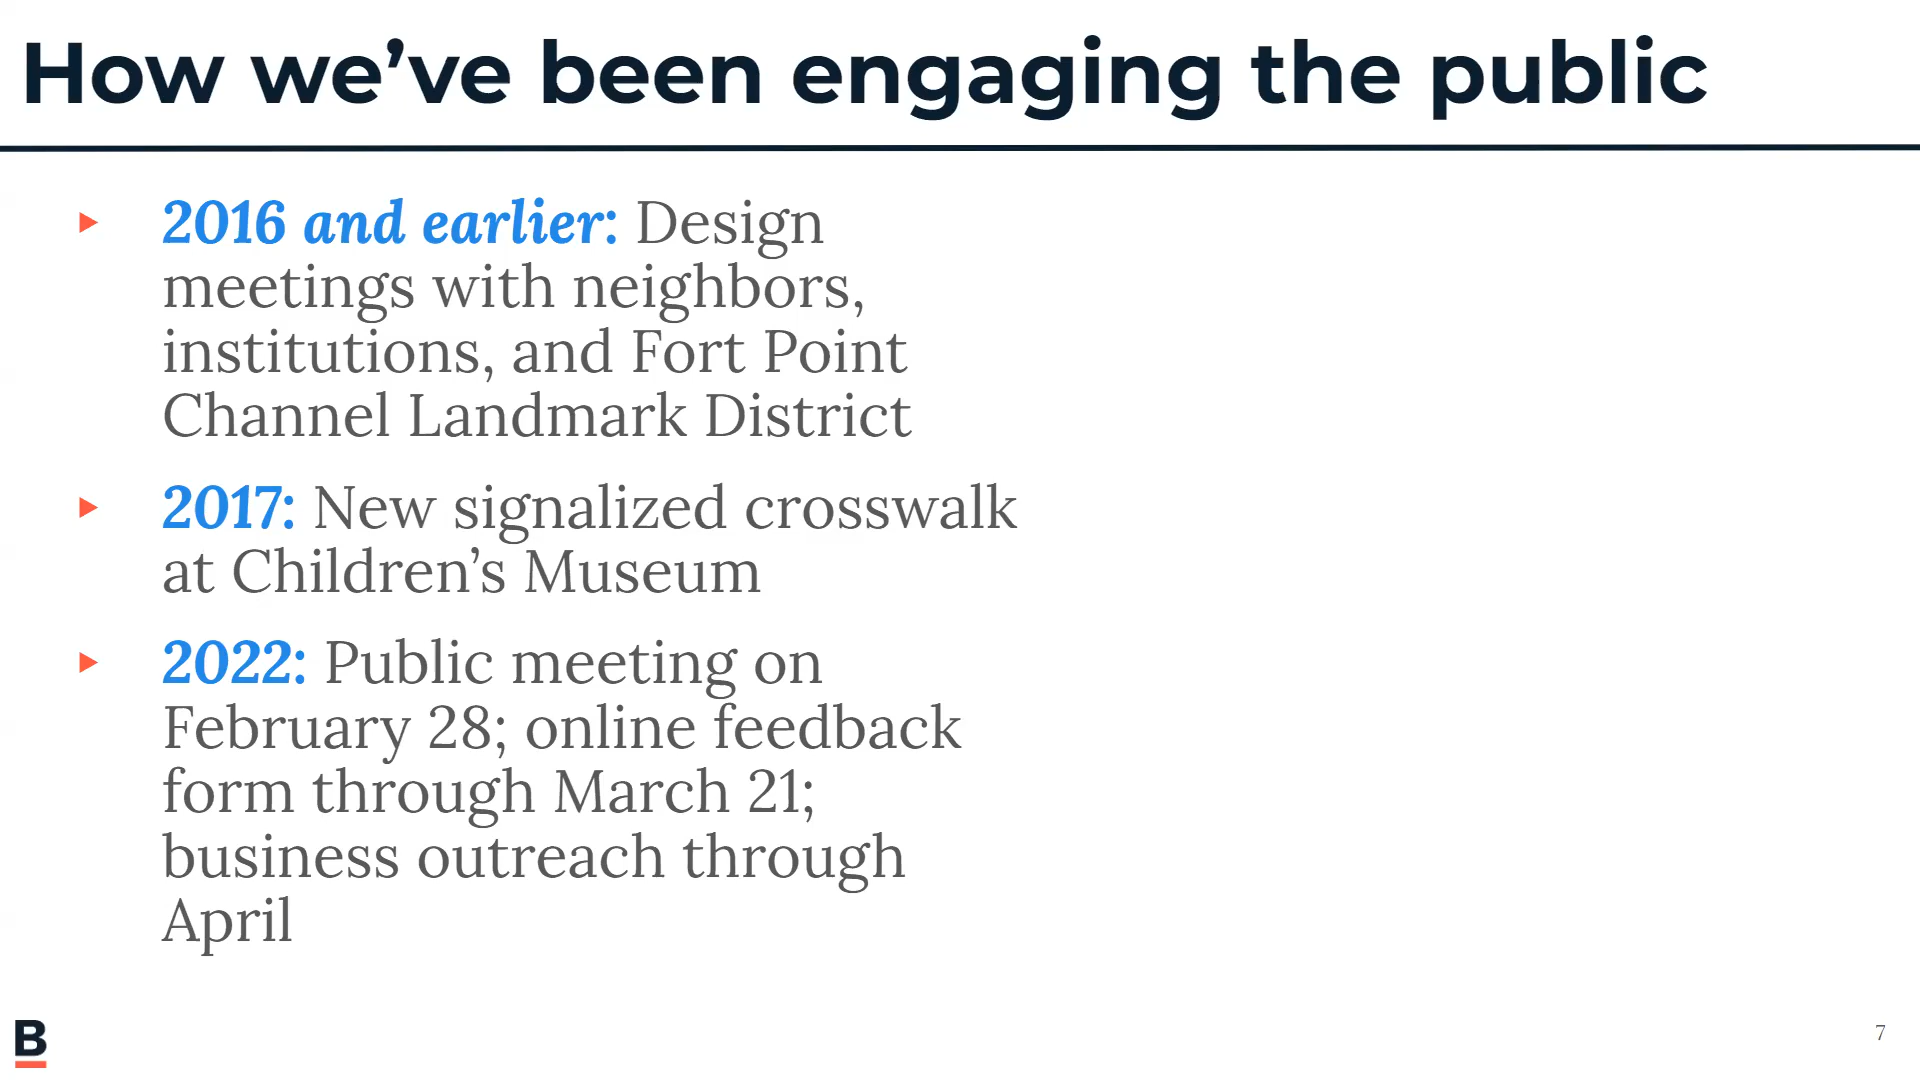 How we’ve been engaging the public
▸ 2016 and earlier: Design
meetings with neighbors,
institutions, and Fort Point
Channel Landmark District
▸ 2017: New signalized crosswalk
at Children’s Museum
▸ 2022: Public meeting on
February 28; online feedback
form through March 21;
business outreach through
April
B
7